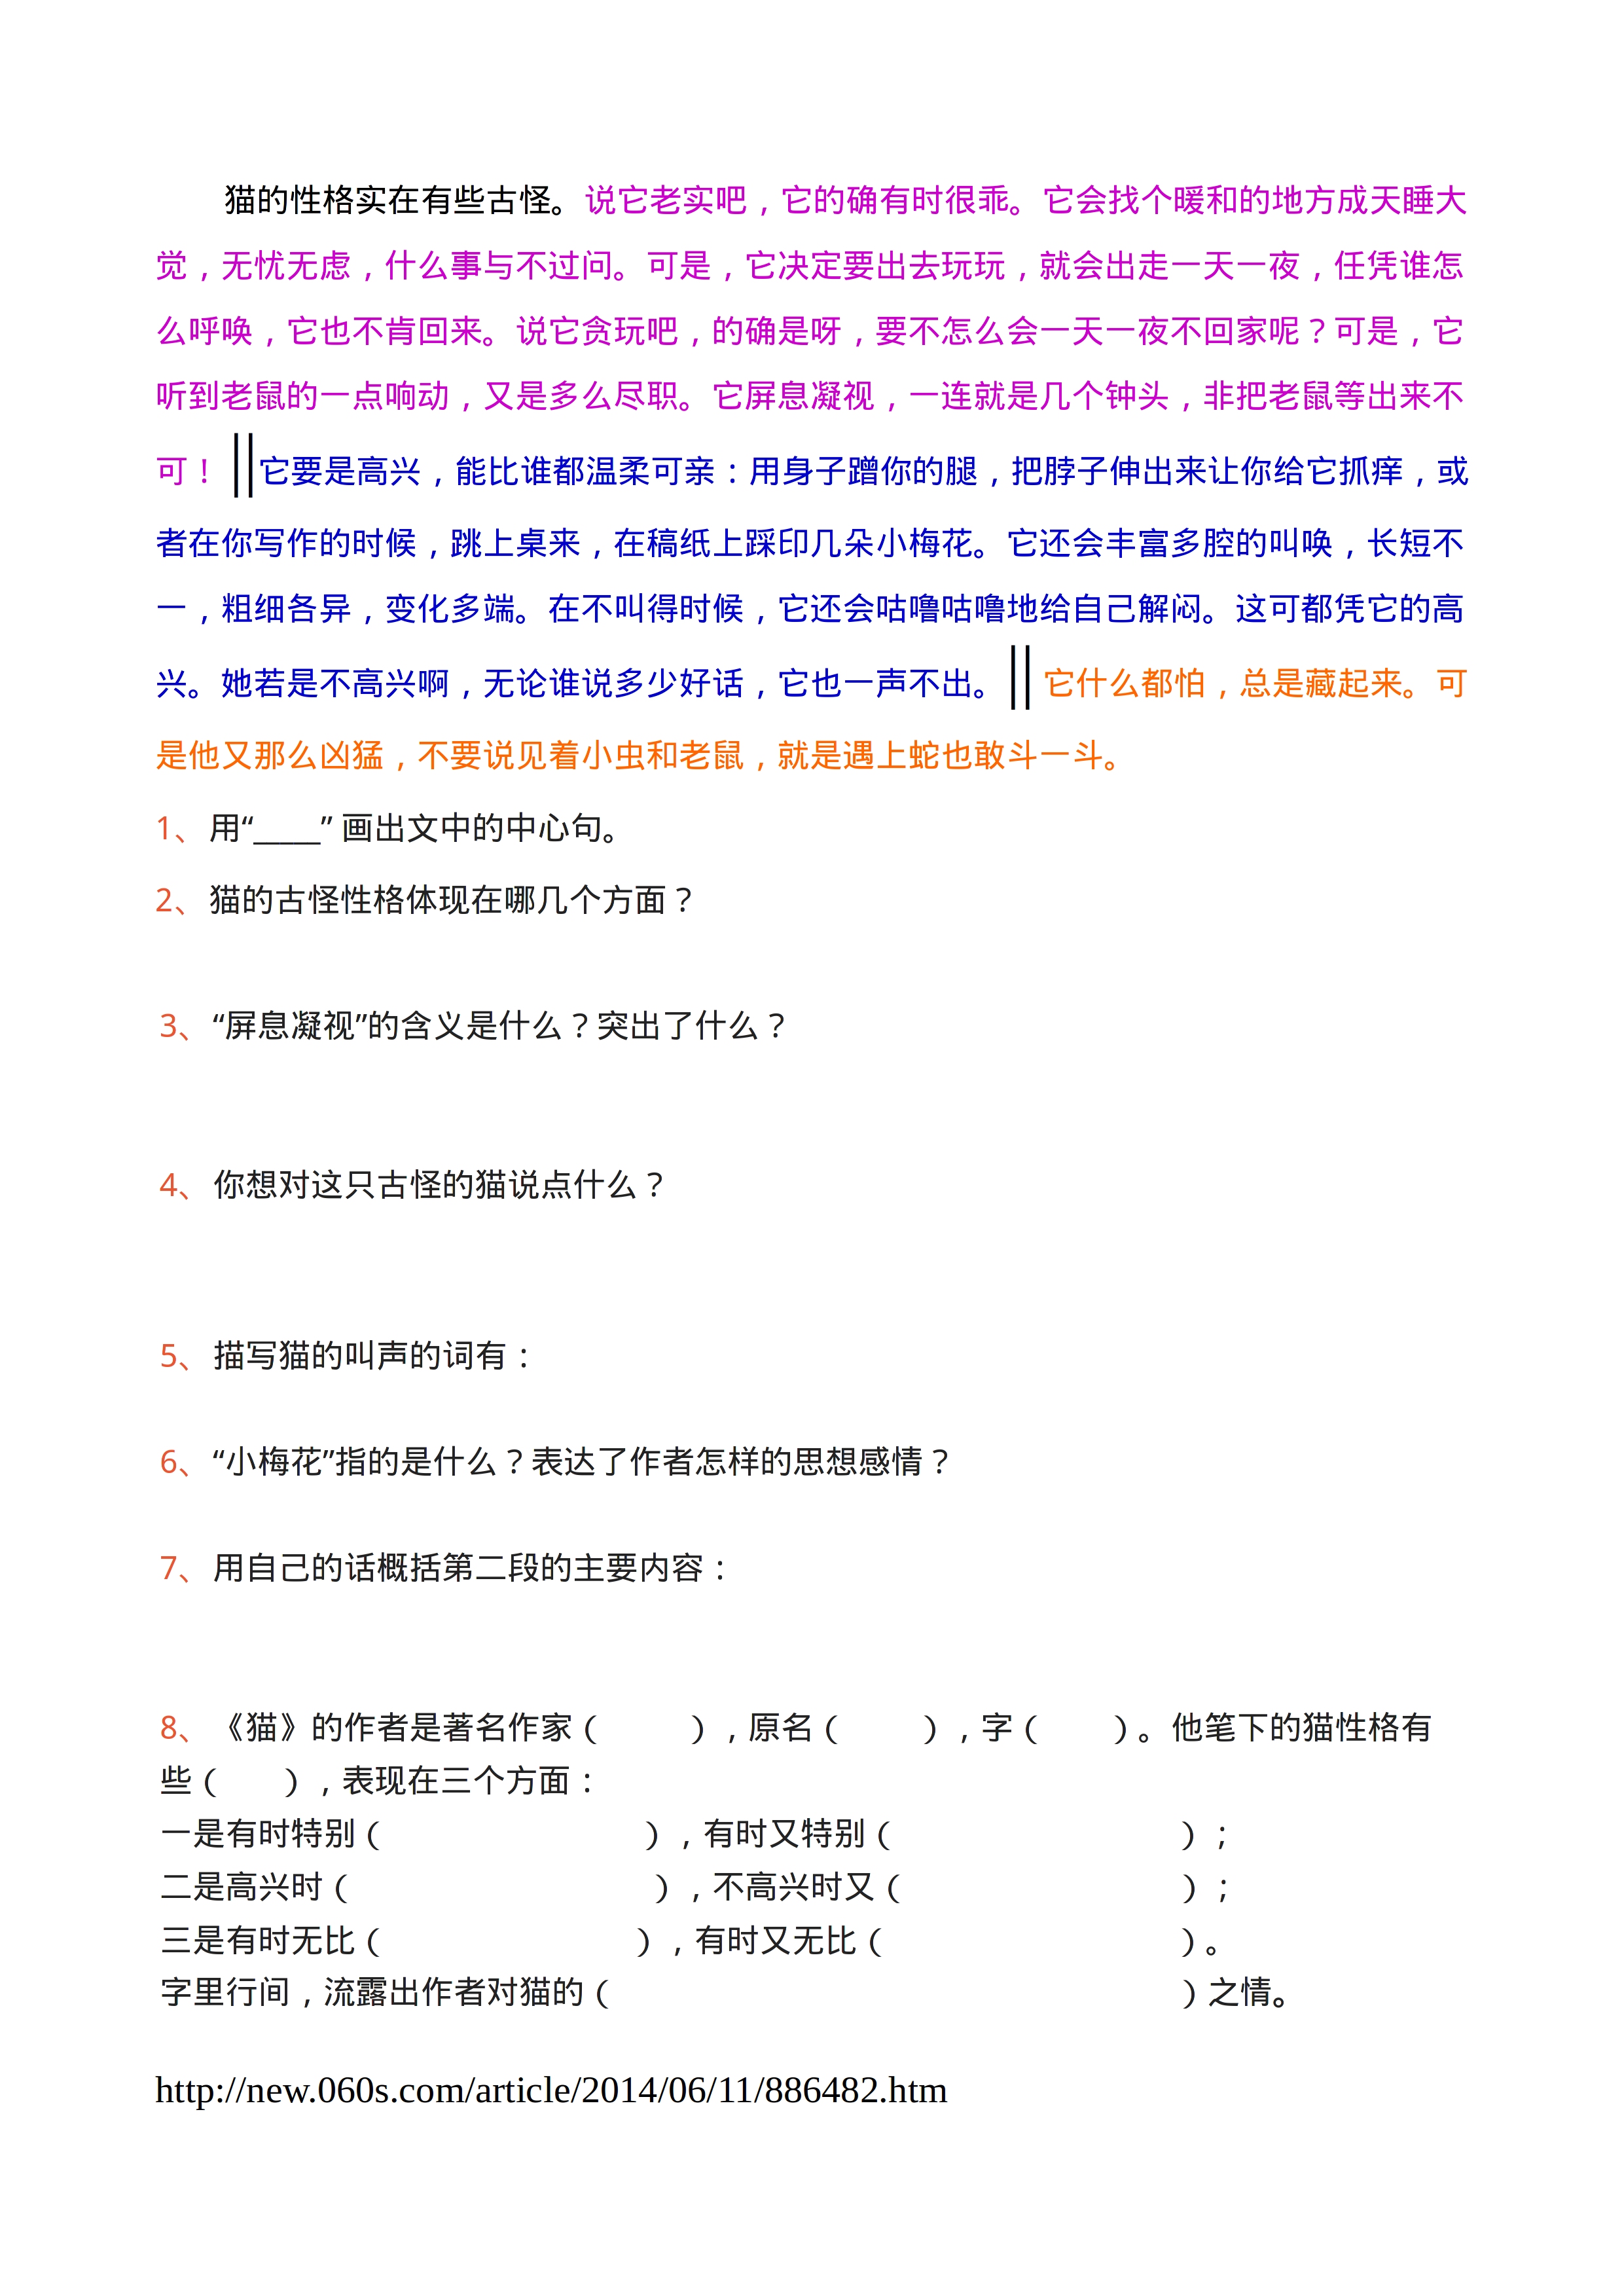 猫的性格实在有些古怪。说它老实吧，它的确有时很乖。它会找个暖和的地方成天睡大
觉，无忧无虑，什么事与不过问。可是，它决定要出去玩玩，就会出走一天一夜，任凭谁怎
么呼唤，它也不肯回来。说它贪玩吧，的确是呀，要不怎么会一天一夜不回家呢？可是，它
听到老鼠的一点响动，又是多么尽职。它屏息凝视，一连就是几个钟头，非把老鼠等出来不
可！‖它要是高兴，能比谁都温柔可亲：用身子蹭你的腿，把脖子伸出来让你给它抓痒，或
者在你写作的时候，跳上桌来，在稿纸上踩印几朵小梅花。它还会丰富多腔的叫唤，长短不
一，粗细各异，变化多端。在不叫得时候，它还会咕噜咕噜地给自己解闷。这可都凭它的高
兴。她若是不高兴啊，无论谁说多少好话，它也一声不出。‖ 它什么都怕，总是藏起来。可
是他又那么凶猛，不要说见着小虫和老鼠，就是遇上蛇也敢斗一斗。
1、用“____” 画出文中的中心句。
2、猫的古怪性格体现在哪几个方面？
3、“屏息凝视”的含义是什么？突出了什么？
4、你想对这只古怪的猫说点什么？
5、描写猫的叫声的词有：
6、“小梅花”指的是什么？表达了作者怎样的思想感情？
7、用自己的话概括第二段的主要内容：
8、《猫》的作者是著名作家（　　　），原名（　　　），字（　　）。他笔下的猫性格有
些（　　），表现在三个方面：
一是有时特别（　　　　　　　　），有时又特别（　　　　　　　　　）；
二是高兴时（　　　　　　　　　），不高兴时又（　　　　　　　　　）；
三是有时无比（　　　　　　　　），有时又无比（　　　　　　　　　）。
字里行间，流露出作者对猫的（　　　　　　　　　　　　　　　　　）之情。
http://new.060s.com/article/2014/06/11/886482.htm